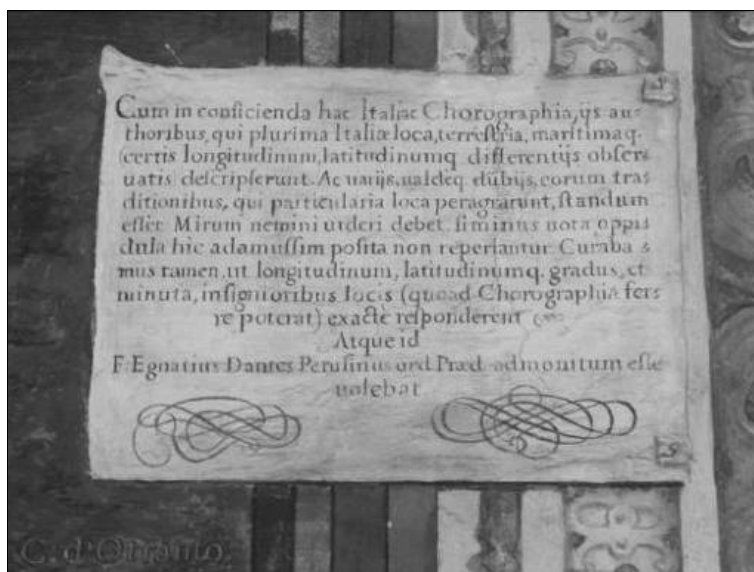 Cum in conficienda hac Italiæ Chorographia, ijs au-
thoribus, qui plurima Italiæ loca, terrestria, maritimaq.
certis longitudinum, latitudinumq differentijs obser-
uatis descripserunt. Ac uarijs, ualdeq dubijs, eorum tra-
ditionibus, qui particularia loca peragrarunt, standum
esset Mirum nemini uideri debet, si minus nota oppi-
dula hic adamussim posita non reperiantur Curaba-
mus tamen, ut longitudinum, latitudinumq. gradus, et
minuta, insignioribus locis (quoad Chorographia fer-
re poterat) exacte responderent
Atque id
F. Egnatius Dantes Perusinus ord. Præd. admonitum esse
uolebat
C. d'Otranto